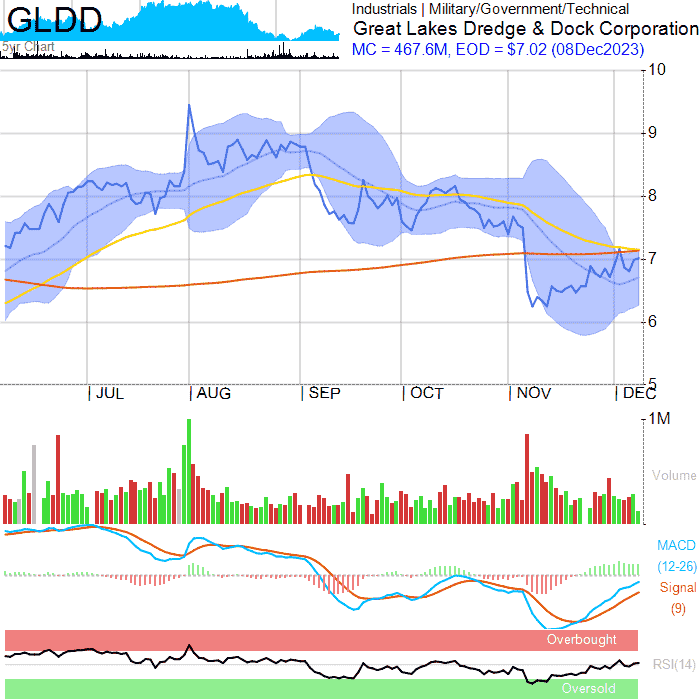 GLDD
5yr Chart
Industrials | Military/Government/Technical
Great Lakes Dredge & Dock Corporation
MC = 467.6M, EOD = $7.02 (08Dec2023)
10
9
8
7
6
5
JUL AUG SEP OCT NOV DEC
1M
Volume
MACD
(12-26)
Signal
(9)
Overbought
RSI(14)
Oversold